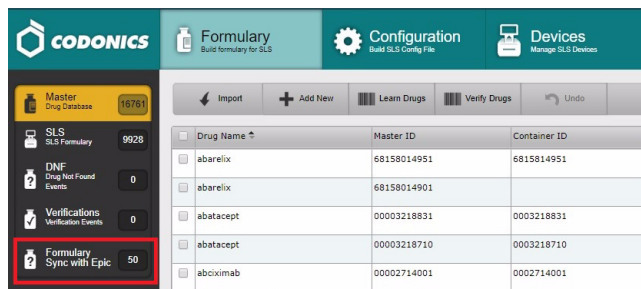 CODONICS
Formulary
Build formulary for SLS
Configuration
Build SLS Config File
Devices
Manage SLS Devices
Master
Drug Database
16761
SLS
SLS Formulary
9928
DNF
Drug Not Found
Events
0
Verifications
Verification Events
0
Formulary
Sync with Epic
50
Import
Add New
Learn Drugs
Verify Drugs
Undo
Drug Name Master ID Container ID
abarelix 68158014951 6815814951
abarelix 68158014901
abatacept 00003218831 0003218831
abatacept 00003218710 0003218710
abciximab 00002714001 0002714001